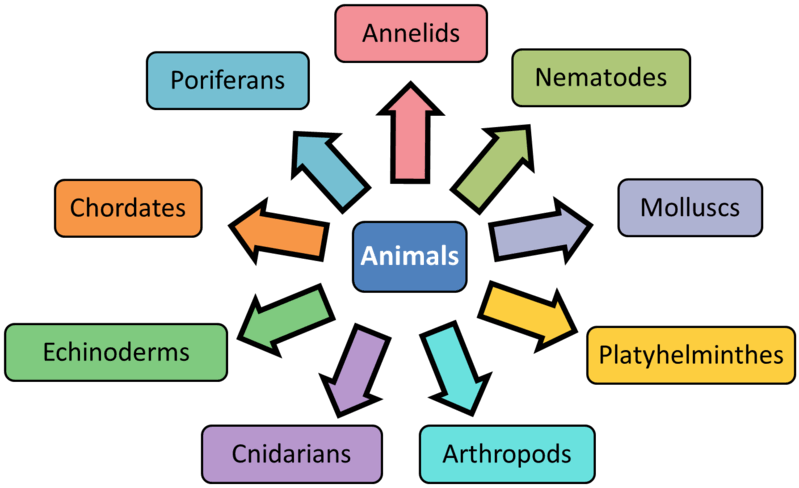 Annelids
Poriferans
Nematodes
Chordates
Molluscs
Animals
Echinoderms
Platyhelminthes
Cnidarians
Arthropods